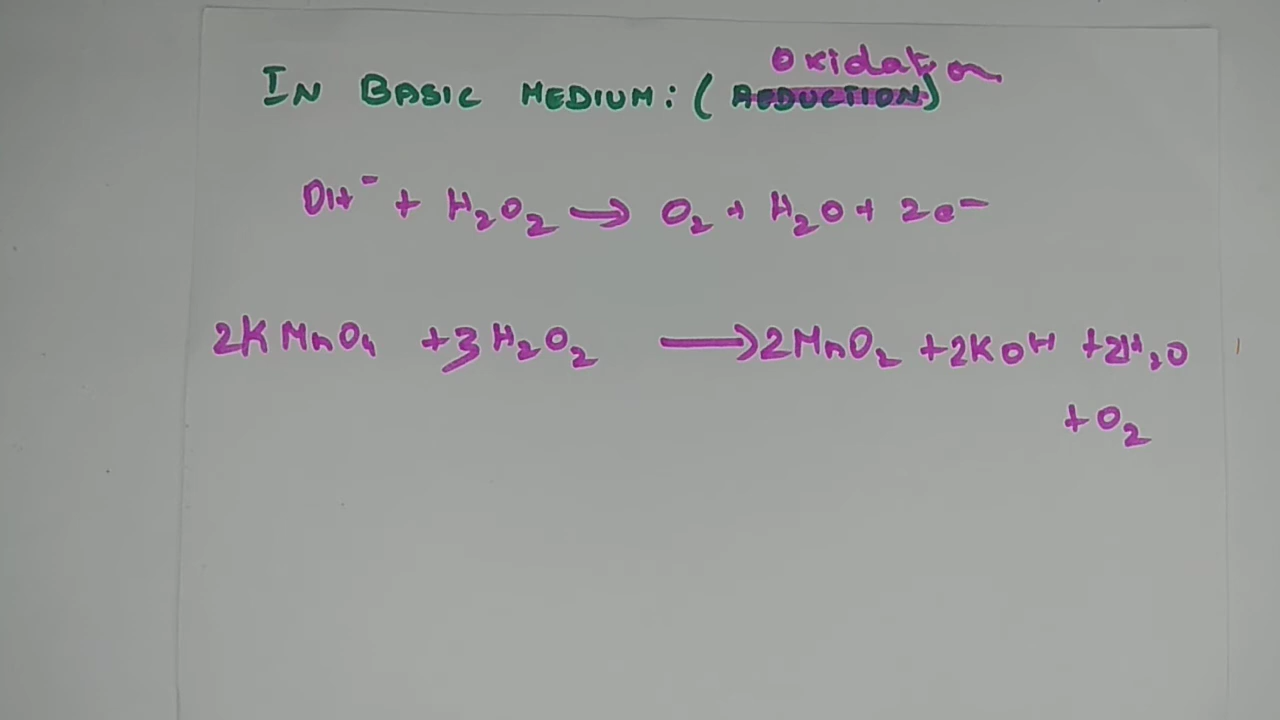 Oxidation
IN BASIC MEDIUM: (REDUCTION)
OH⁻ + H₂O₂ → O₂ + H₂O + 2e⁻
2KMnO₄ + 3H₂O₂ → 2MnO₂ + 2KOH + 2H₂O
+ O₂